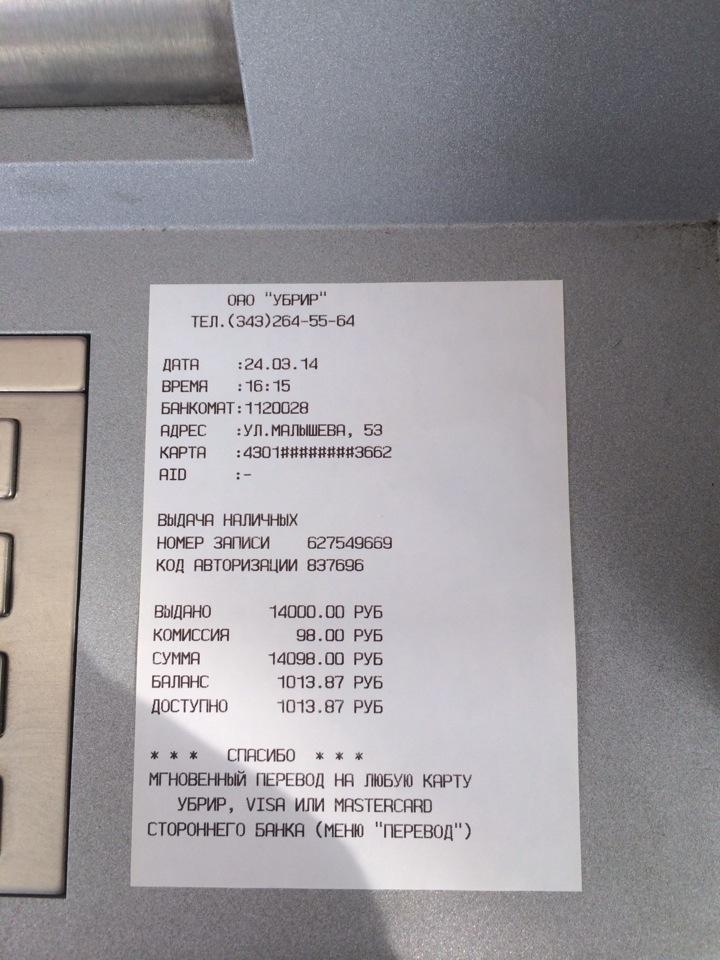 ОАО "УБРИР"
ТЕЛ.(343)264-55-64
ДАТА :24.03.14
ВРЕМЯ :16:15
БАНКОМАТ:1120028
АДРЕС :УЛ.МАЛЫШЕВА, 53
КАРТА :4301########3662
AID :-
ВЫДАЧА НАЛИЧНЫХ
НОМЕР ЗАПИСИ 627549669
КОД АВТОРИЗАЦИИ 837696
ВЫДАНО 14000.00 РУБ
КОМИССИЯ 98.00 РУБ
СУММА 14098.00 РУБ
БАЛАНС 1013.87 РУБ
ДОСТУПНО 1013.87 РУБ
* * * СПАСИБО * * *
МГНОВЕННЫЙ ПЕРЕВОД НА ЛЮБУЮ КАРТУ
УБРИР, VISA ИЛИ MASTERCARD
СТОРОННЕГО БАНКА (МЕНЮ "ПЕРЕВОД")